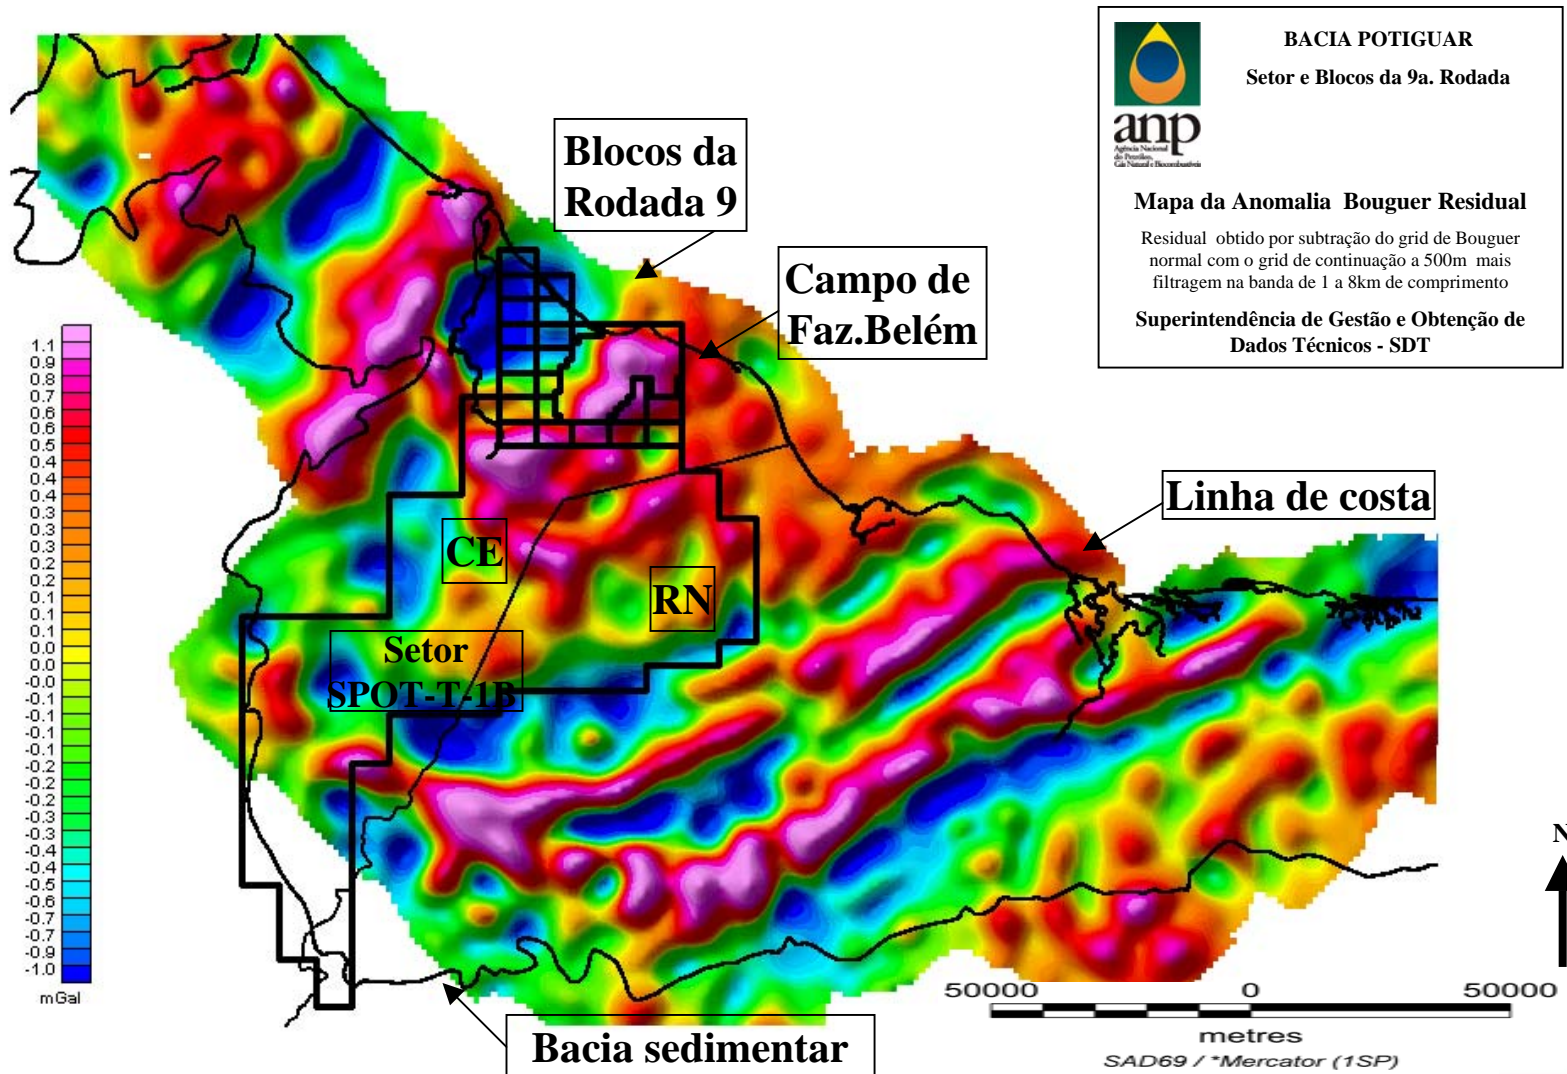 BACIA POTIGUAR
Setor e Blocos da 9a. Rodada
anp
Agência Nacional
do Petróleo,
Gás Natural e Biocombustíveis
Mapa da Anomalia Bouguer Residual
Residual obtido por subtração do grid de Bouguer
normal com o grid de continuação a 500m mais
filtragem na banda de 1 a 8km de comprimento
Superintendência de Gestão e Obtenção de
Dados Técnicos - SDT
Blocos da
Rodada 9
Campo de
Faz.Belém
Linha de costa
CE
RN
Setor
SPOT-T-1B
Bacia sedimentar
1.1
0.9
0.8
0.7
0.6
0.6
0.5
0.4
0.4
0.4
0.3
0.3
0.2
0.2
0.1
0.1
0.1
0.0
0.0
-0.0
-0.1
-0.1
-0.1
-0.2
-0.2
-0.3
-0.3
-0.4
-0.4
-0.5
-0.6
-0.7
-0.7
-0.9
-1.0
mGal
N
50000 0 50000
metres
SAD69 / *Mercator (1SP)